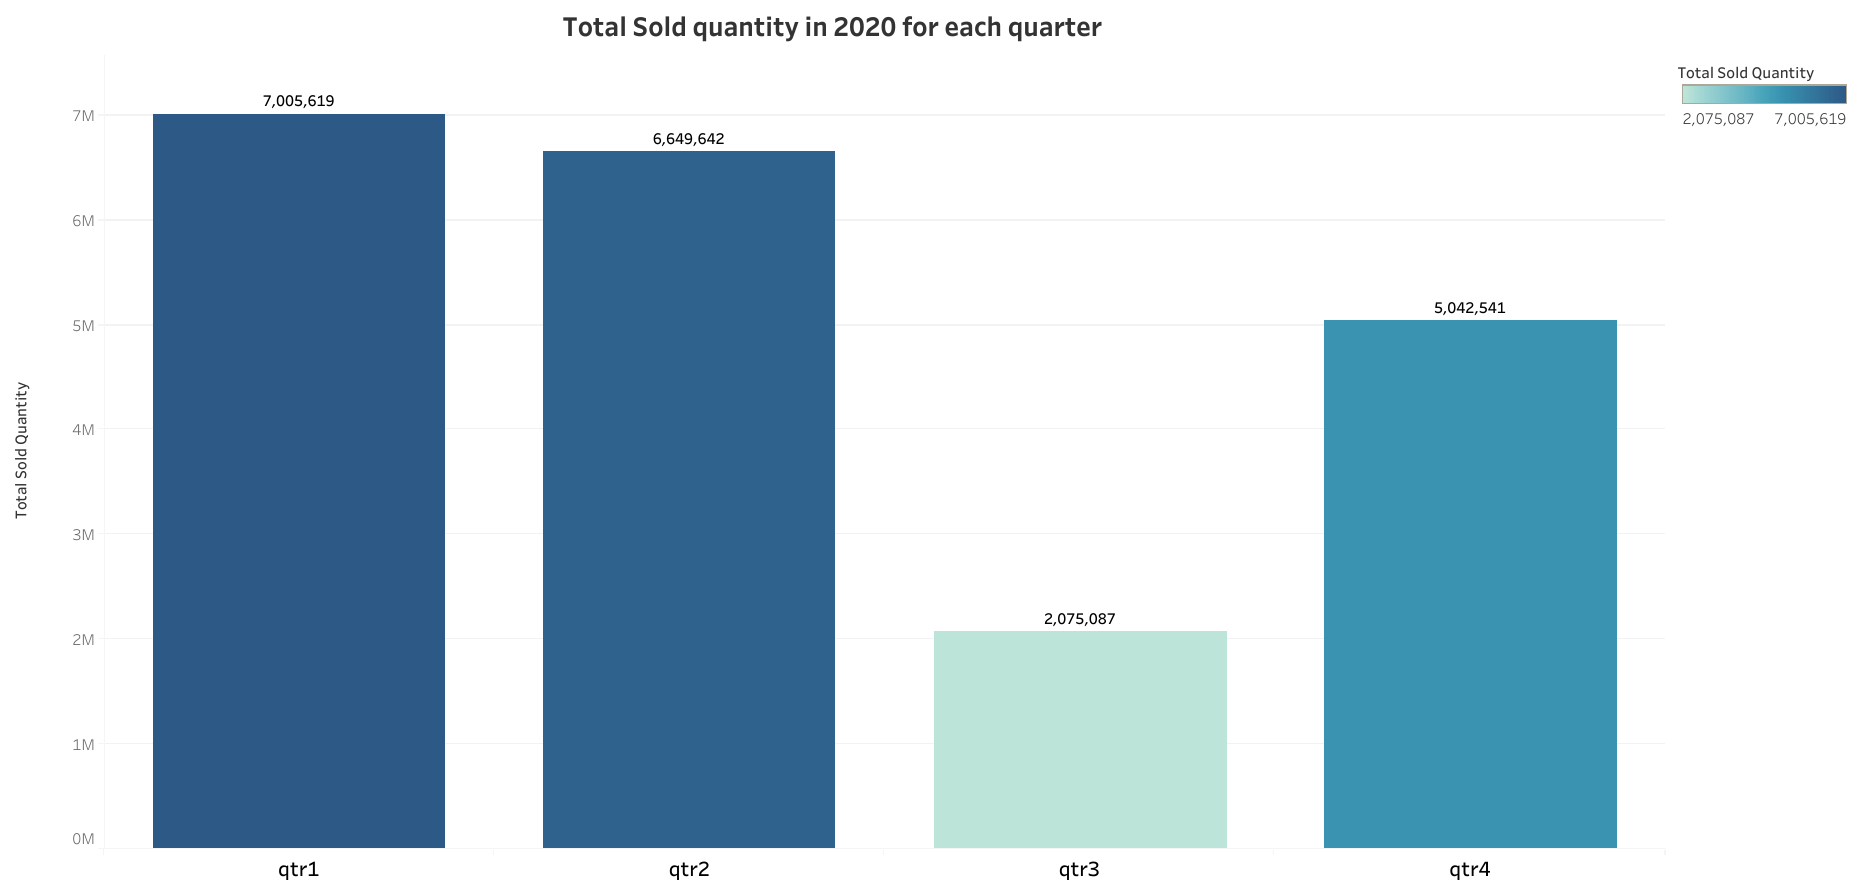 Total Sold quantity in 2020 for each quarter
Total Sold Quantity
2,075,087 7,005,619
Total Sold Quantity
7M
6M
5M
4M
3M
2M
1M
0M
7,005,619
6,649,642
2,075,087
5,042,541
qtr1 qtr2 qtr3 qtr4